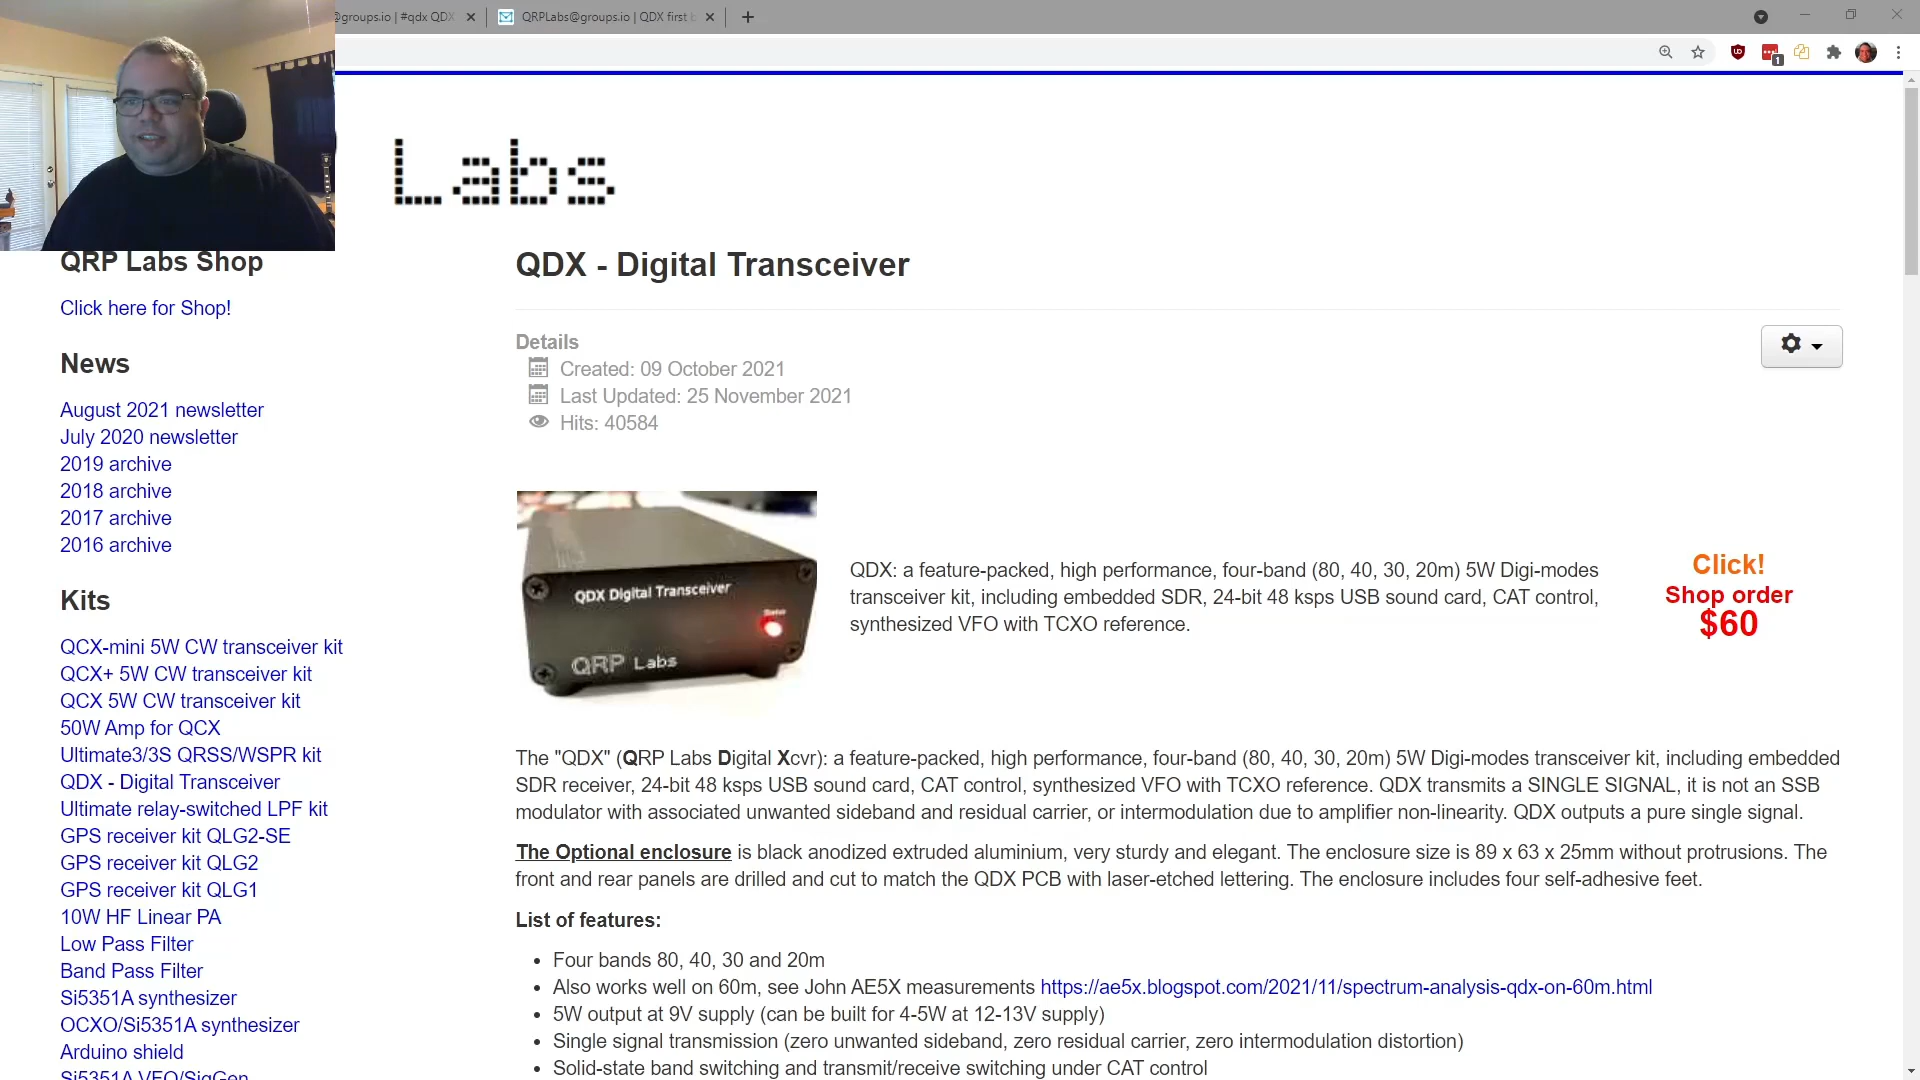 @groups.io | #qdx QDX
QRPLabs@groups.io | QDX first b
1
Labs
QRP Labs Shop
Click here for Shop!
News
August 2021 newsletter
July 2020 newsletter
2019 archive
2018 archive
2017 archive
2016 archive
Kits
QCX-mini 5W CW transceiver kit
QCX+ 5W CW transceiver kit
QCX 5W CW transceiver kit
50W Amp for QCX
Ultimate3/3S QRSS/WSPR kit
QDX - Digital Transceiver
Ultimate relay-switched LPF kit
GPS receiver kit QLG2-SE
GPS receiver kit QLG2
GPS receiver kit QLG1
10W HF Linear PA
Low Pass Filter
Band Pass Filter
Si5351A synthesizer
OCXO/Si5351A synthesizer
Arduino shield
Si5351A VFO/SigGen
QDX - Digital Transceiver
Details
Created: 09 October 2021
Last Updated: 25 November 2021
Hits: 40584
QDX Digital Transceiver
Status
QRP Labs
QDX: a feature-packed, high performance, four-band (80, 40, 30, 20m) 5W Digi-modes
transceiver kit, including embedded SDR, 24-bit 48 ksps USB sound card, CAT control,
synthesized VFO with TCXO reference.
Click!
Shop order
$60
The "QDX" (QRP Labs Digital Xcvr): a feature-packed, high performance, four-band (80, 40, 30, 20m) 5W Digi-modes transceiver kit, including embedded
SDR receiver, 24-bit 48 ksps USB sound card, CAT control, synthesized VFO with TCXO reference. QDX transmits a SINGLE SIGNAL, it is not an SSB
modulator with associated unwanted sideband and residual carrier, or intermodulation due to amplifier non-linearity. QDX outputs a pure single signal.
The Optional enclosure is black anodized extruded aluminium, very sturdy and elegant. The enclosure size is 89 x 63 x 25mm without protrusions. The
front and rear panels are drilled and cut to match the QDX PCB with laser-etched lettering. The enclosure includes four self-adhesive feet.
List of features:
• Four bands 80, 40, 30 and 20m
• Also works well on 60m, see John AE5X measurements https://ae5x.blogspot.com/2021/11/spectrum-analysis-qdx-on-60m.html
• 5W output at 9V supply (can be built for 4-5W at 12-13V supply)
• Single signal transmission (zero unwanted sideband, zero residual carrier, zero intermodulation distortion)
• Solid-state band switching and transmit/receive switching under CAT control